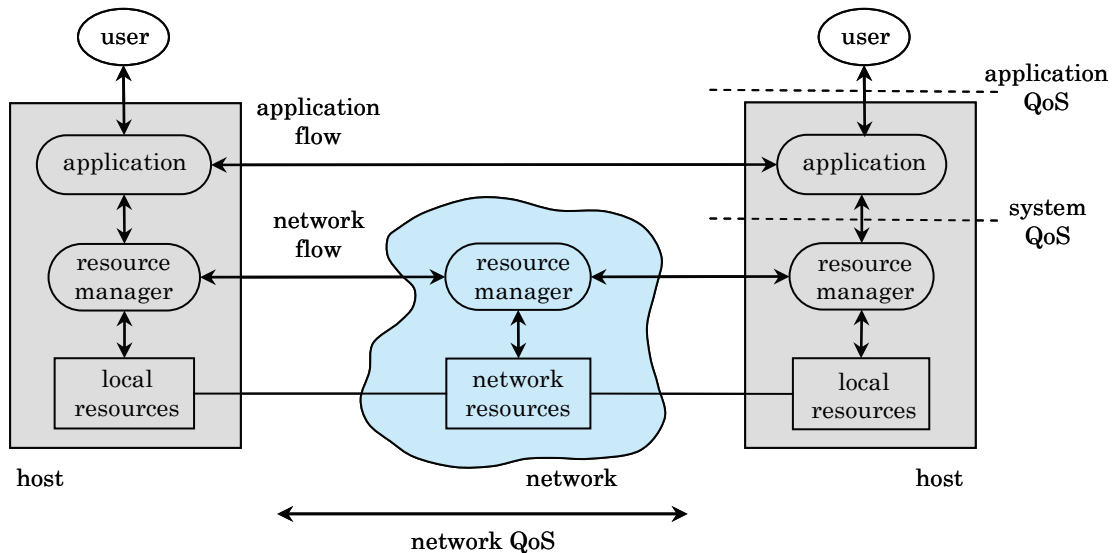 user
user
application
QoS
application
flow
application
application
system
QoS
network
flow
resource
manager
resource
manager
resource
manager
local
resources
network
resources
local
resources
host
network
host
network QoS